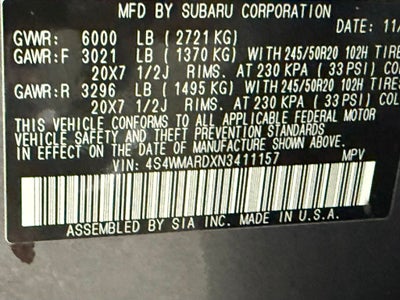 MFD BY SUBARU CORPORATION
DATE: 11/
GVWR: 6000 LB (2721 KG)
GAWR:F 3021 LB (1370 KG) WITH 245/50R20 102H TIRE
20X7 1/2J RIMS. AT 230 KPA (33 PSI) COL
GAWR:R 3296 LB (1495 KG) WITH 245/50R20 102H TIRES
20X7 1/2J RIMS. AT 230 KPA (33 PSI) COL
THIS VEHICLE CONFORMS TO ALL APPLICABLE FEDERAL MOTOR
VEHICLE SAFETY AND THEFT PREVENTION STANDARDS
IN EFFECT ON DATE OF MANUFACTURE SHOWN ABOVE.
VIN: 4S4WMARDXN3411157 MPV
ASSEMBLED BY SIA INC. MADE IN U.S.A.